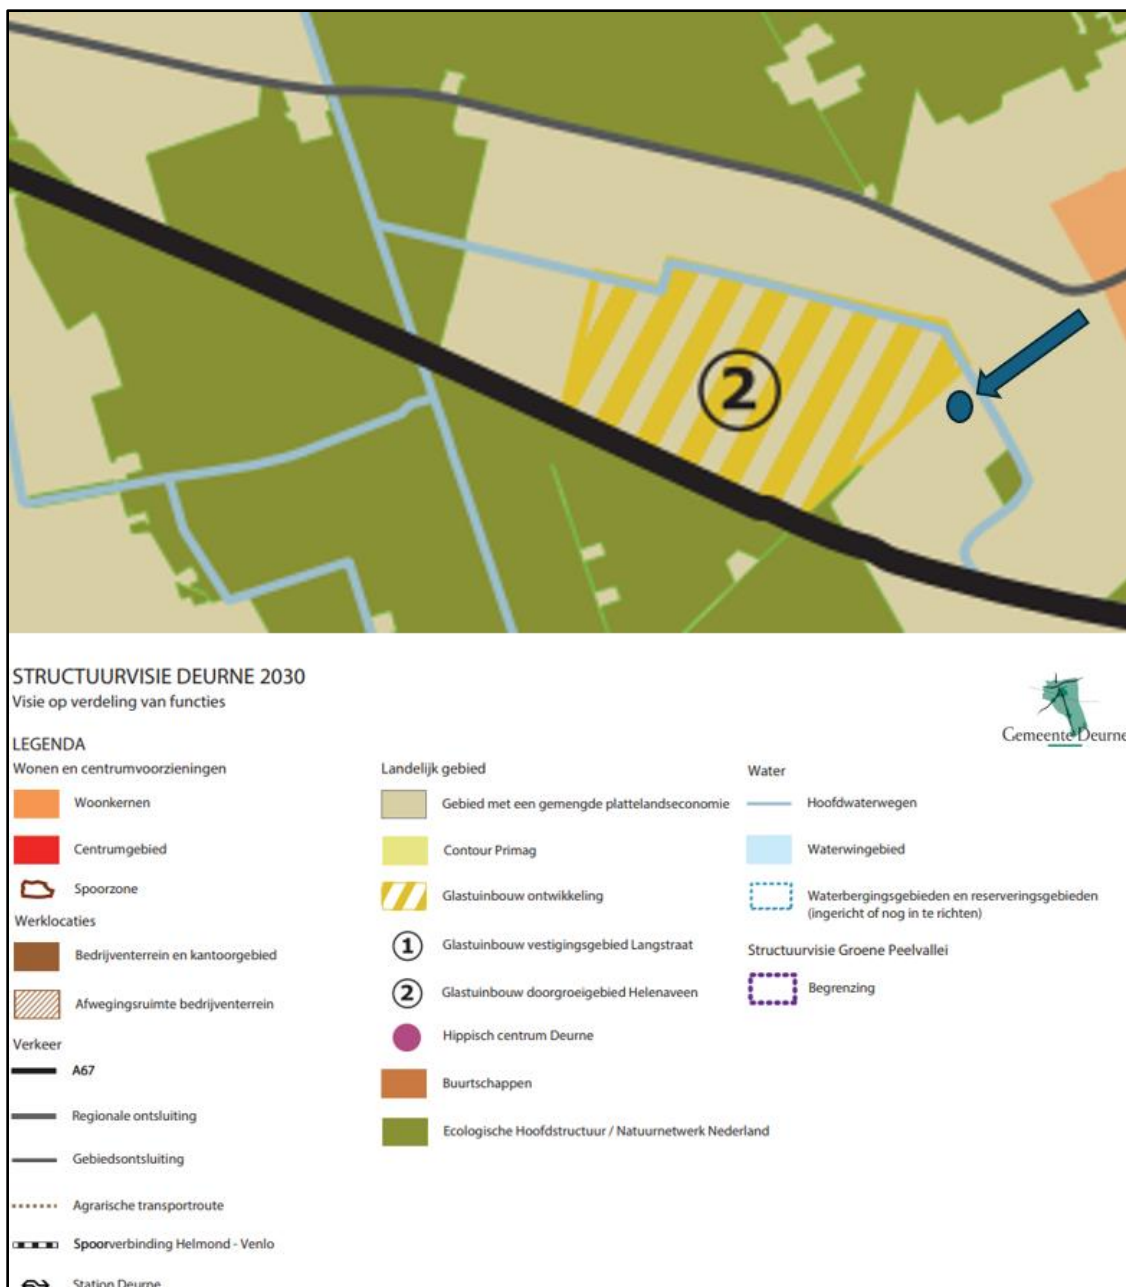 2
STRUCTUURVISIE DEURNE 2030
Visie op verdeling van functies
Gemeente Deurne
LEGENDA
Wonen en centrumvoorzieningen
Woonkernen
Centrumgebied
Spoorzone
Werklocaties
Bedrijventerrein en kantoorgebied
Afwegingsruimte bedrijventerrein
Verkeer
A67
Regionale ontsluiting
Gebiedsontsluiting
Agrarische transportroute
Spoorverbinding Helmond - Venlo
Station Deurne
Landelijk gebied
Gebied met een gemengde plattelandseconomie
Contour Primag
Glastuinbouw ontwikkeling
1 Glastuinbouw vestigingsgebied Langstraat
2 Glastuinbouw doorgroeigebied Helenaveen
Hippisch centrum Deurne
Buurtschappen
Ecologische Hoofdstructuur / Natuurnetwerk Nederland
Water
Hoofdwaterwegen
Waterwingebied
Waterbergingsgebieden en reserveringsgebieden
(ingericht of nog in te richten)
Structuurvisie Groene Peelvallei
Begrenzing